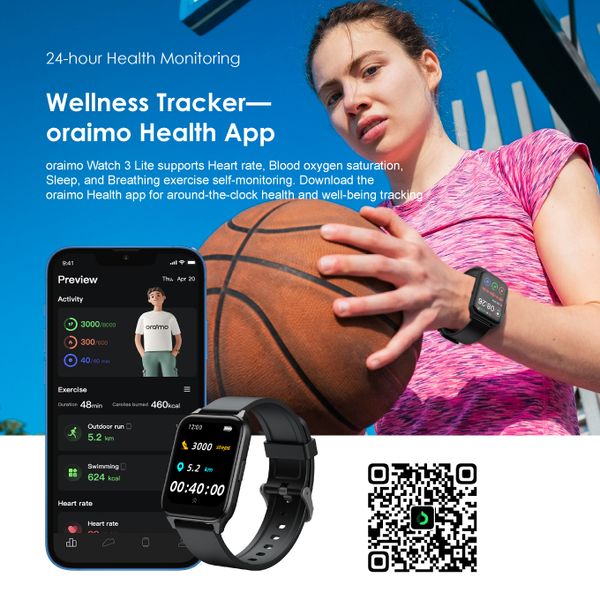 24-hour Health Monitoring
Wellness Tracker—
oraimo Health App
oraimo Watch 3 Lite supports Heart rate, Blood oxygen saturation,
Sleep, and Breathing exercise self-monitoring. Download the
oraimo Health app for around-the-clock health and well-being tracking
9:41
Preview
Thu, Apr 20
Activity
3000/8000
300/600
40/40 min
oraimo
Exercise
Duration 48min Calories burned 460kcal
Outdoor run
5.2 km
Swimming
624 kcal
Heart rate
Heart rate
12:00
3000 steps
5.2 km
00:40:00
08:26